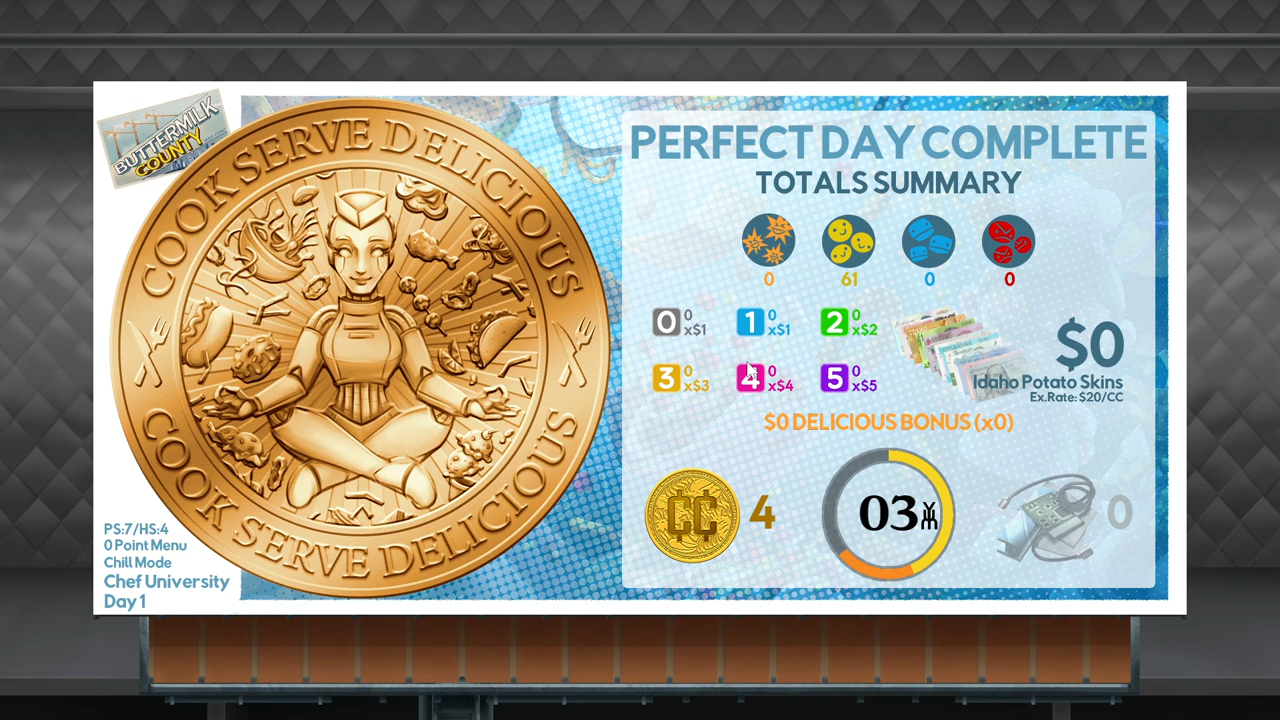 BUTTERMILK
COUNTY
COOK SERVE DELICIOUS
COOK SERVE DELICIOUS
PS:7/HS:4
0 Point Menu
Chill Mode
Chef University
Day 1
PERFECT DAY COMPLETE
TOTALS SUMMARY
0 61 0 0
0 0 x$1 1 0 x$1 2 0 x$2
3 0 x$3 4 0 x$4 5 0 x$5
$0
Idaho Potato Skins
Ex.Rate: $20/CC
$0 DELICIOUS BONUS (x0)
CC 4 03 0